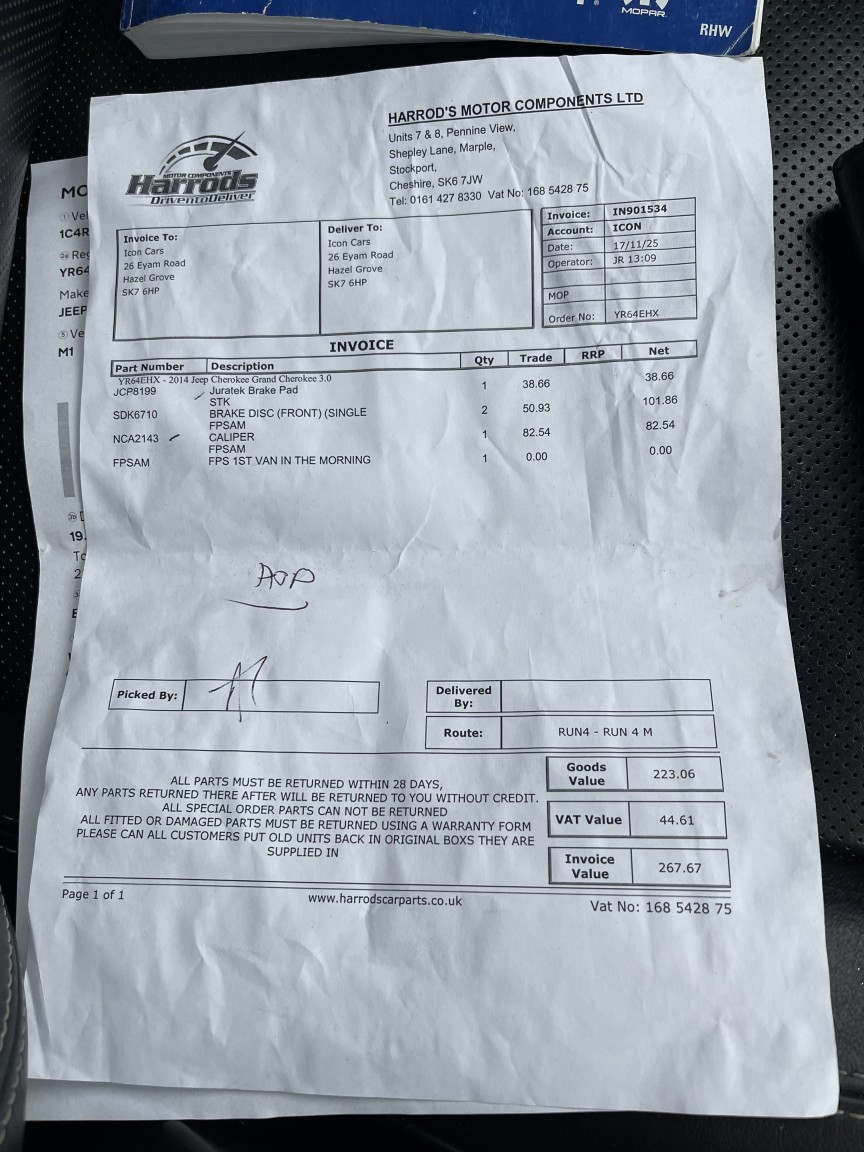 MOPAR
RHW
MOTOR COMPONENTS
Harrods
DriventoDeliver
HARROD'S MOTOR COMPONENTS LTD
Units 7 & 8, Pennine View,
Shepley Lane, Marple,
Stockport,
Cheshire, SK6 7JW
Tel: 0161 427 8330 Vat No: 168 5428 75
Invoice To:
Icon Cars
26 Eyam Road
Hazel Grove
SK7 6HP
Deliver To:
Icon Cars
26 Eyam Road
Hazel Grove
SK7 6HP
Invoice: IN901534
Account: ICON
Date: 17/11/25
Operator: JR 13:09
MOP
Order No: YR64EHX
INVOICE
Part Number Description Qty Trade RRP Net
YR64EHX - 2014 Jeep Cherokee Grand Cherokee 3.0
JCP8199 Juratek Brake Pad 1 38.66 38.66
STK
SDK6710 BRAKE DISC (FRONT) (SINGLE 2 50.93 101.86
FPSAM
NCA2143 CALIPER 1 82.54 82.54
FPSAM
FPSAM FPS 1ST VAN IN THE MORNING 1 0.00 0.00
Picked By:
Delivered By:
Route: RUN4 - RUN 4 M
ALL PARTS MUST BE RETURNED WITHIN 28 DAYS,
ANY PARTS RETURNED THERE AFTER WILL BE RETURNED TO YOU WITHOUT CREDIT.
ALL SPECIAL ORDER PARTS CAN NOT BE RETURNED
ALL FITTED OR DAMAGED PARTS MUST BE RETURNED USING A WARRANTY FORM
PLEASE CAN ALL CUSTOMERS PUT OLD UNITS BACK IN ORIGINAL BOXS THEY ARE
SUPPLIED IN
Goods Value 223.06
VAT Value 44.61
Invoice Value 267.67
Page 1 of 1
www.harrodscarparts.co.uk
Vat No: 168 5428 75
MO
1C4R
YR64
Make
JEEP
M1
19.